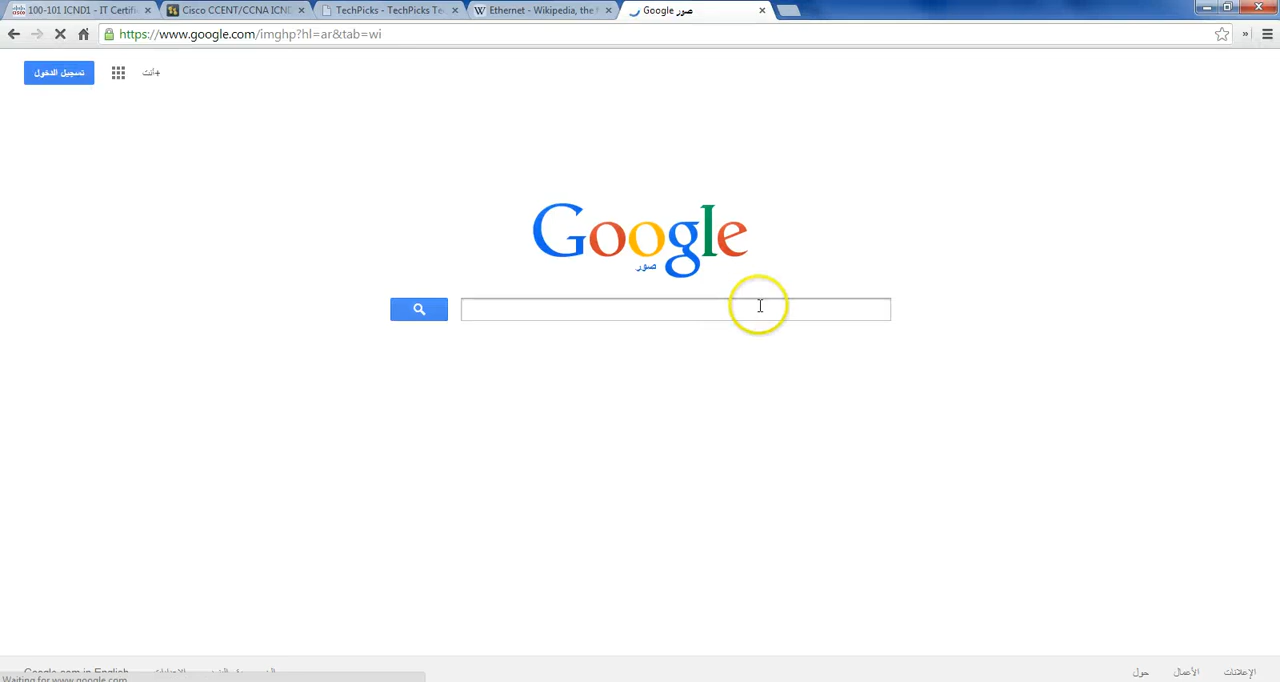 100-101 ICND1 - IT Certifi
Cisco CCENT/CCNA ICND
TechPicks - TechPicks Te
Ethernet - Wikipedia, the
صور Google
https://www.google.com/imghp?hl=ar&tab=wi
تسجيل الدخول
+أنت
Google
صور
Google.com in English
الإعلانات
الأعمال
حول
Waiting for www.google.com